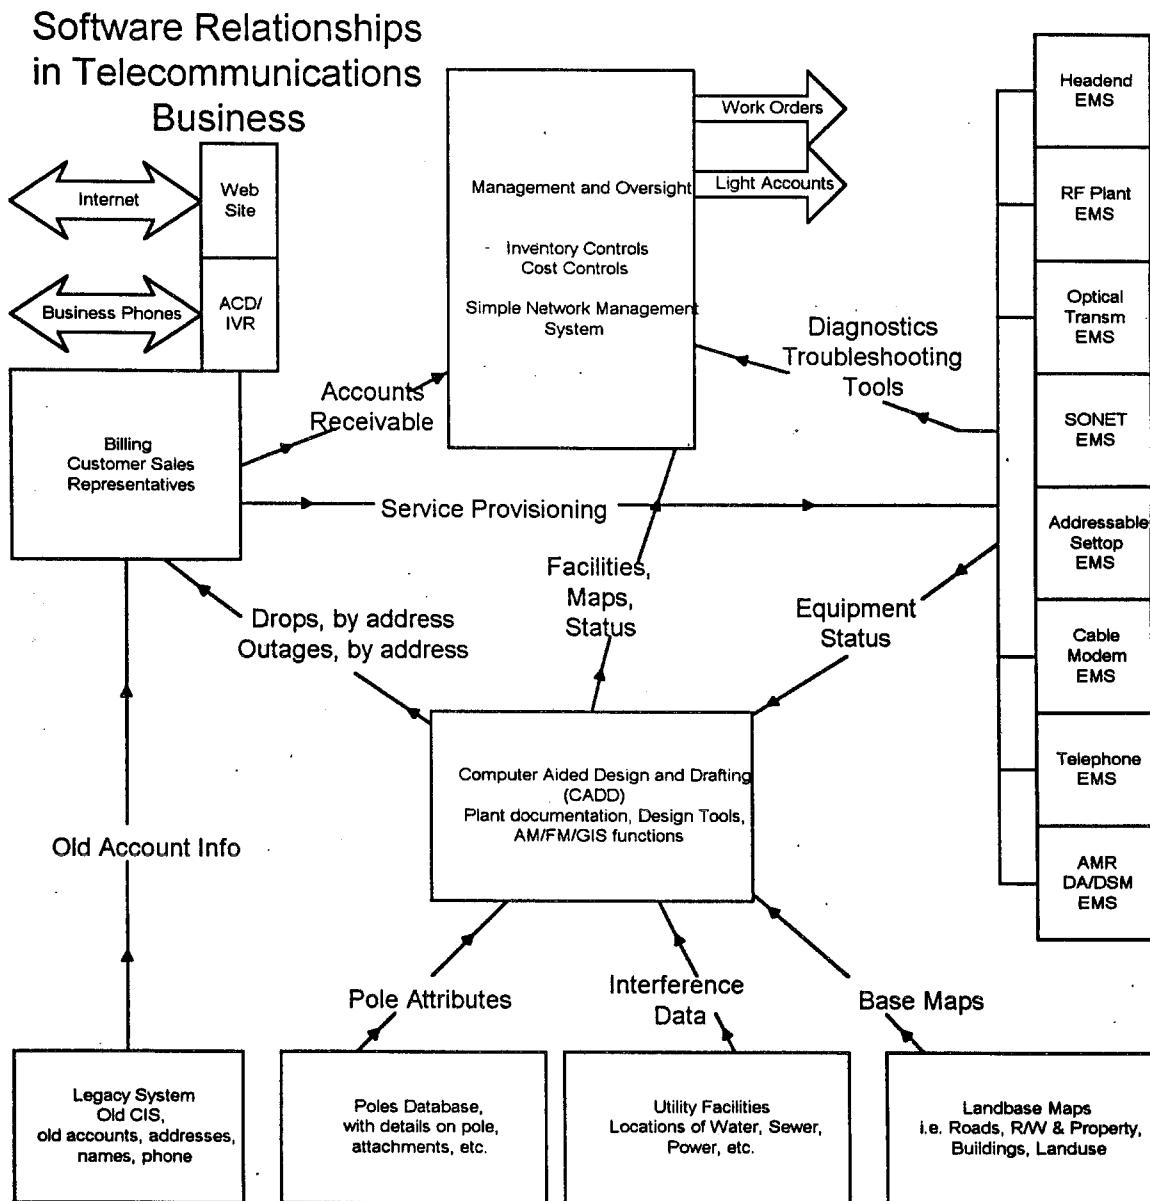 Software Relationships
in Telecommunications
Business
Internet
Web
Site
Business Phones
ACD/
IVR
Billing
Customer Sales
Representatives
Management and Oversight
Inventory Controls
Cost Controls
Simple Network Management
System
Work Orders
Light Accounts
Headend
EMS
RF Plant
EMS
Optical
Transm
EMS
SONET
EMS
Addressable
Settop
EMS
Cable
Modem
EMS
Telephone
EMS
AMR
DA/DSM
EMS
Diagnostics
Troubleshooting
Tools
Accounts
Receivable
Service Provisioning
Facilities,
Maps,
Status
Equipment
Status
Drops, by address
Outages, by address
Computer Aided Design and Drafting
(CADD)
Plant documentation, Design Tools,
AM/FM/GIS functions
Old Account Info
Pole Attributes
Interference
Data
Base Maps
Legacy System
Old CIS,
old accounts, addresses,
names, phone
Poles Database,
with details on pole,
attachments, etc.
Utility Facilities
Locations of Water, Sewer,
Power, etc.
Landbase Maps
i.e. Roads, R/W & Property,
Buildings, Landuse